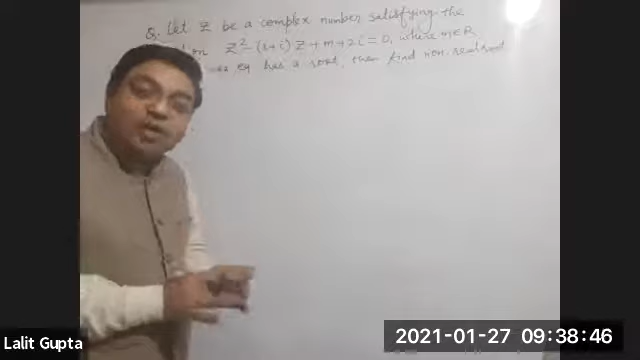 Q. Let Z be a complex number satisfying the
Z² – (3+i) Z + m + 2i = 0, where m∈R
eq has a root, then find non-real root
Lalit Gupta
2021-01-27 09:38:46